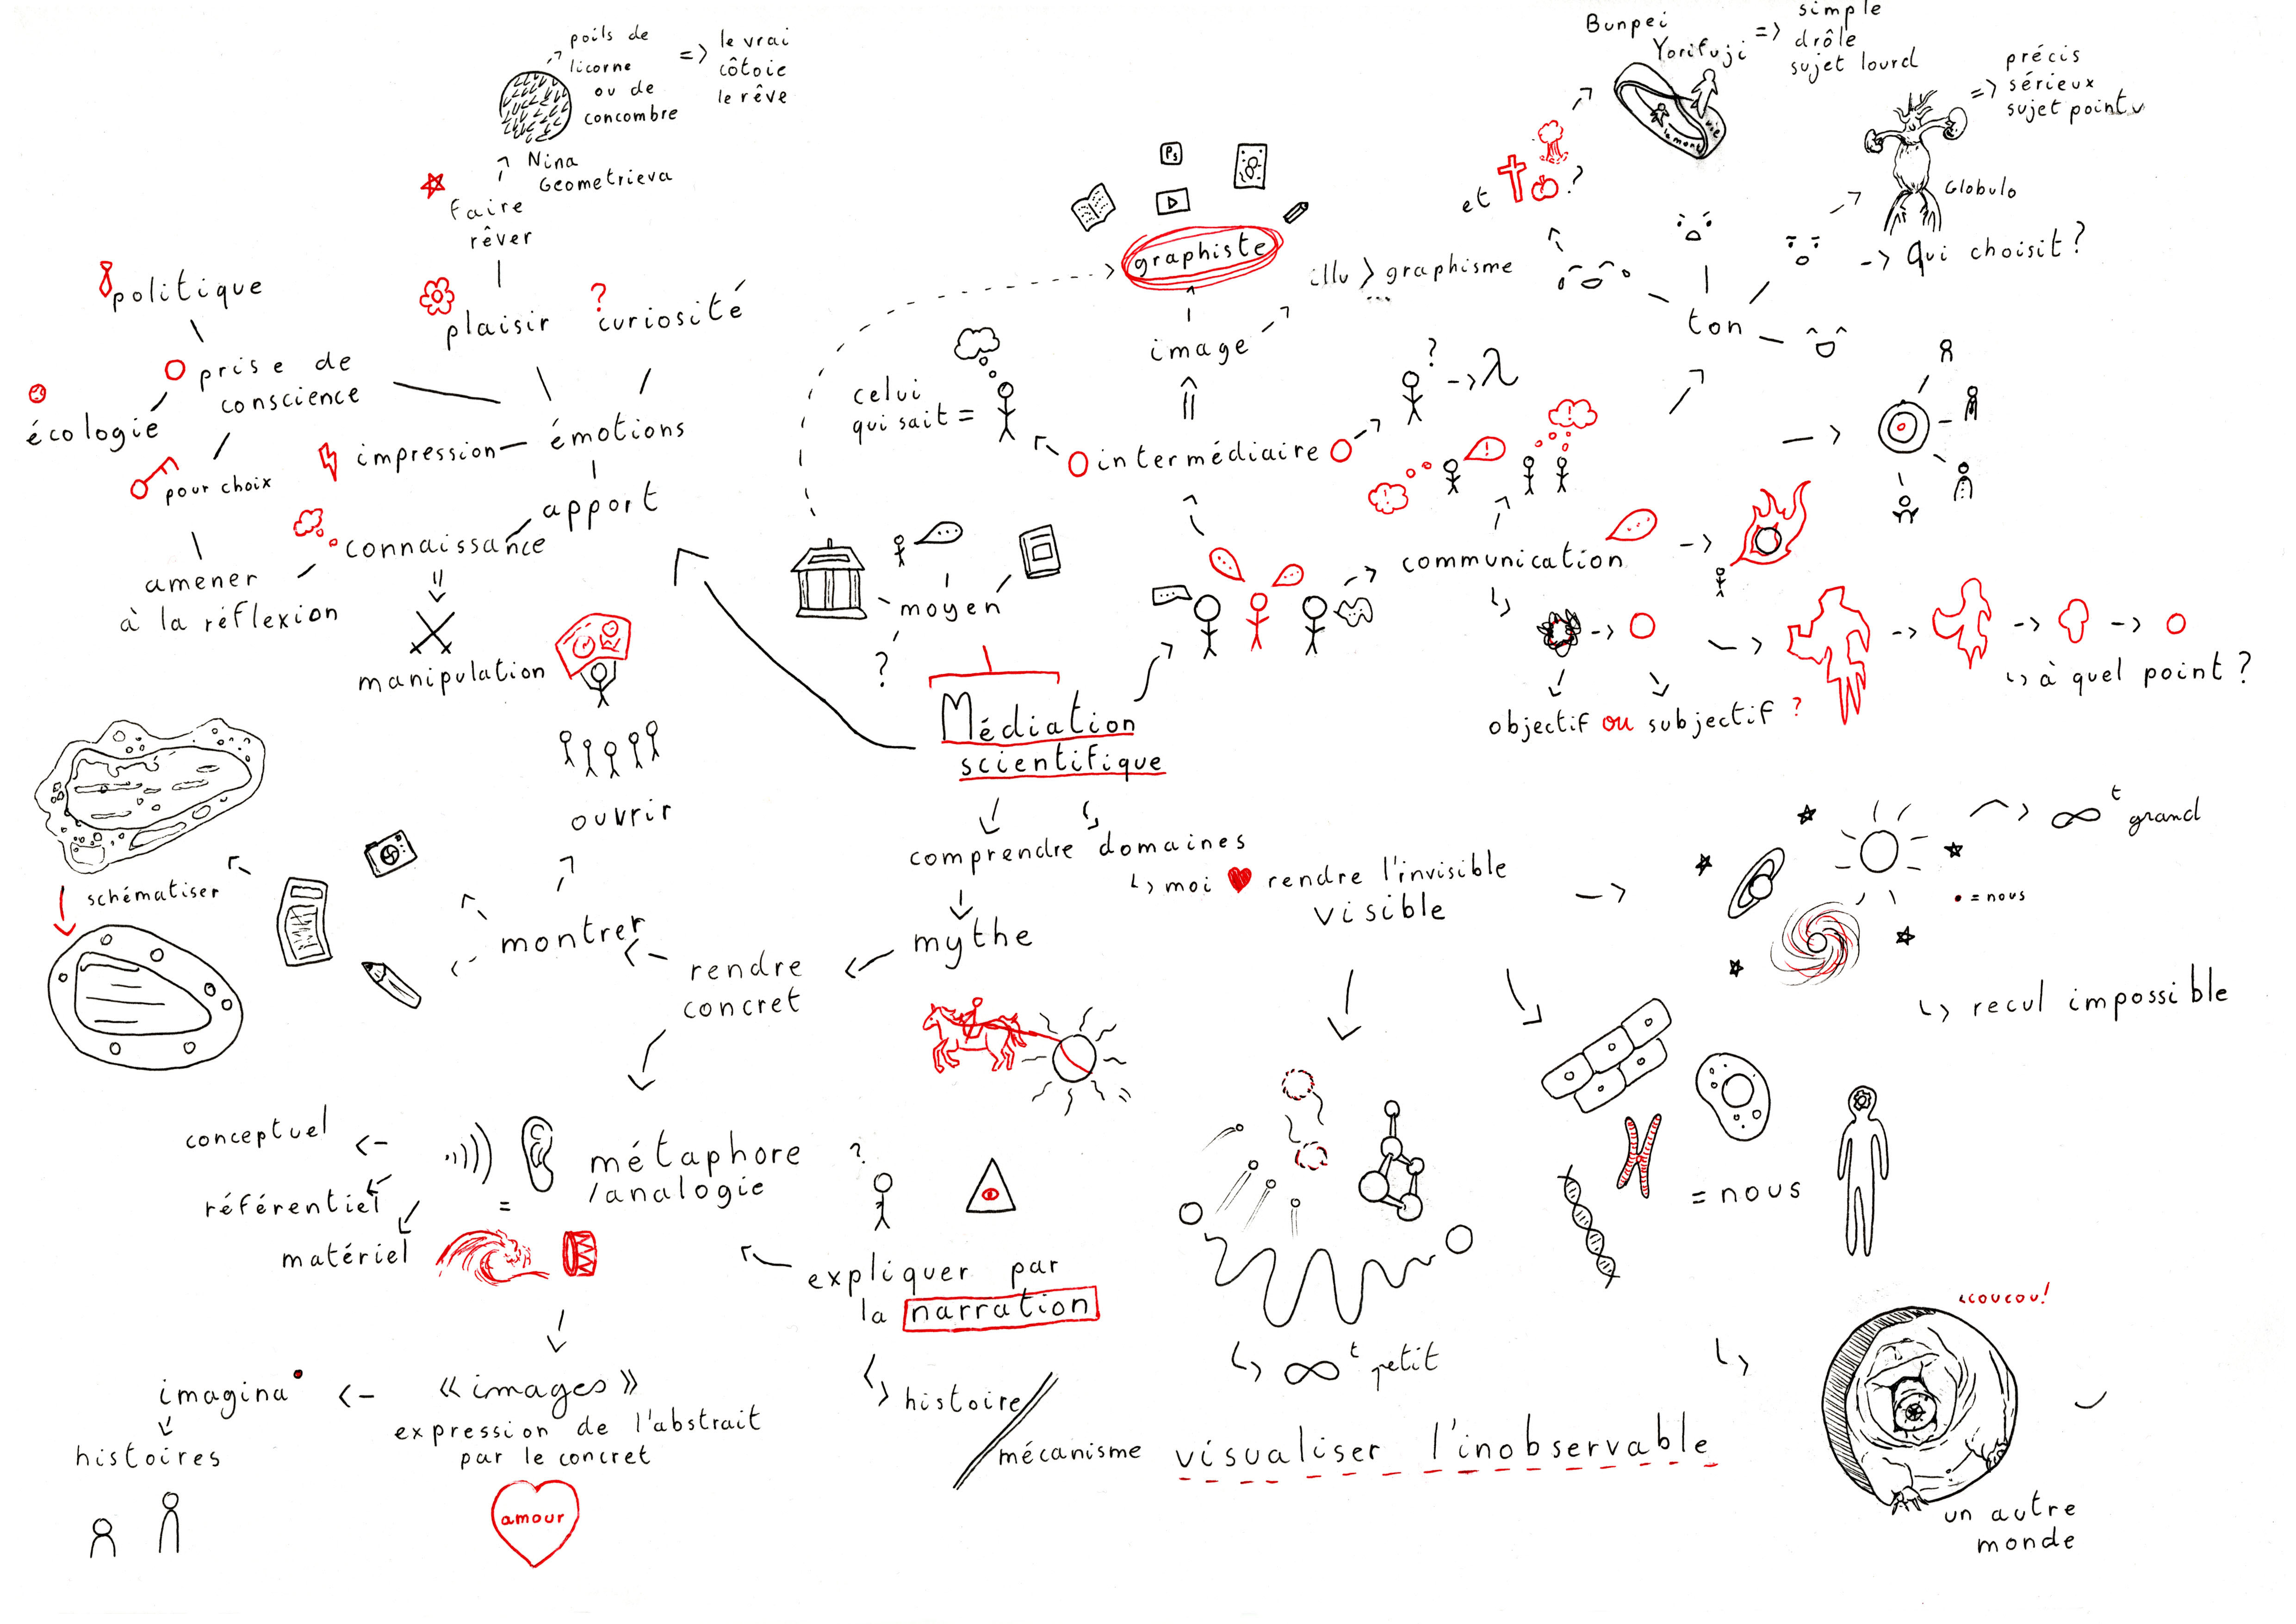 poils de
licorne
ou de
concombre
=> le vrai
côtoie
le rêve
Nina
Geometrieva
faire
rêver
politique
plaisir
? curiosité
prise de
conscience
écologie
impression
émotions
pour choix
apport
connaissance
amener
à la réflexion
manipulation
ouvrir
Ps
graphiste
illu > graphisme
...
image
celui
qui sait =
intermédiaire
? -> λ
moyen
?
Médiation
scientifique
Bunpei
Yorifuji
=> simple
drôle
sujet lourd
vie
la mort
=> précis
sérieux
sujet pointu
Globulo
et ?
-> Qui choisit ?
ton
!
!
!
communication
...
à quel point ?
objectif ou subjectif ?
comprendre
domaines
moi ♥ rendre l'invisible
visible
∞t grand
• = nous
recul impossible
schématiser
montrer
mythe
rendre
concret
conceptuel
référentiel
matériel
métaphore
/analogie
=
?
expliquer par
la narration
histoire
mécanisme
imagina•
histoires
«images»
expression de l'abstrait
par le concret
amour
= nous
∞t petit
visualiser l'inobservable
coucou!
un autre
monde